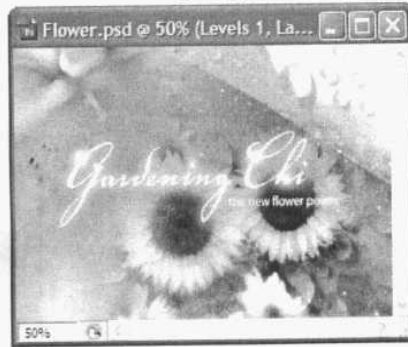 Flower.psd @ 50% (Levels 1, La...
Gardening Chi
the new flower power
50%